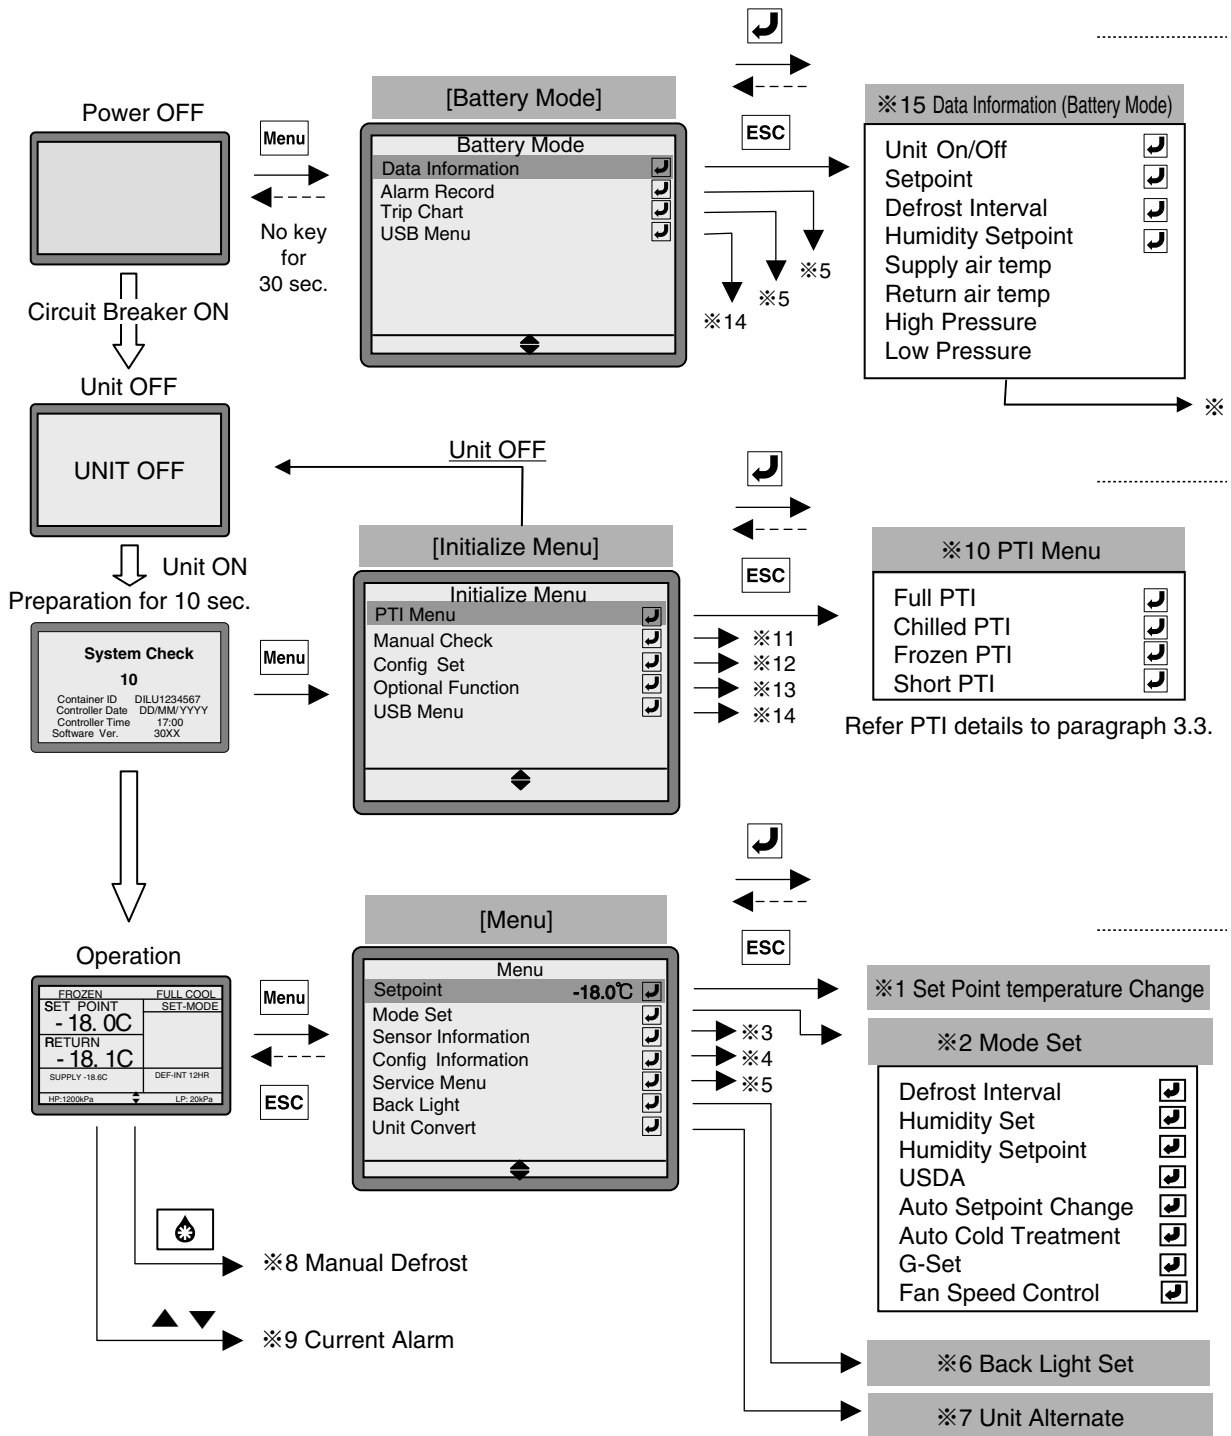 Power OFF
Menu
No key
for
30 sec.
[Battery Mode]
Battery Mode
Data Information
Alarm Record
Trip Chart
USB Menu
※5
※5
※14
ESC
※15 Data Information (Battery Mode)
Unit On/Off
Setpoint
Defrost Interval
Humidity Setpoint
Supply air temp
Return air temp
High Pressure
Low Pressure
※
Circuit Breaker ON
Unit OFF
UNIT OFF
Unit OFF
Unit ON
Preparation for 10 sec.
System Check
10
Container ID DILU1234567
Controller Date DD/MM/YYYY
Controller Time 17:00
Software Ver. 30XX
Menu
[Initialize Menu]
Initialize Menu
PTI Menu
Manual Check
Config Set
Optional Function
USB Menu
※11
※12
※13
※14
ESC
※10 PTI Menu
Full PTI
Chilled PTI
Frozen PTI
Short PTI
Refer PTI details to paragraph 3.3.
Operation
FROZEN FULL COOL
SET POINT SET-MODE
- 18. 0C
RETURN
- 18. 1C
SUPPLY -18.6C DEF-INT 12HR
HP:1200kPa LP: 20kPa
Menu
ESC
[Menu]
Menu
Setpoint -18.0℃
Mode Set
Sensor Information
Config Information
Service Menu
Back Light
Unit Convert
※3
※4
※5
ESC
※1 Set Point temperature Change
※2 Mode Set
Defrost Interval
Humidity Set
Humidity Setpoint
USDA
Auto Setpoint Change
Auto Cold Treatment
G-Set
Fan Speed Control
※8 Manual Defrost
※9 Current Alarm
※6 Back Light Set
※7 Unit Alternate